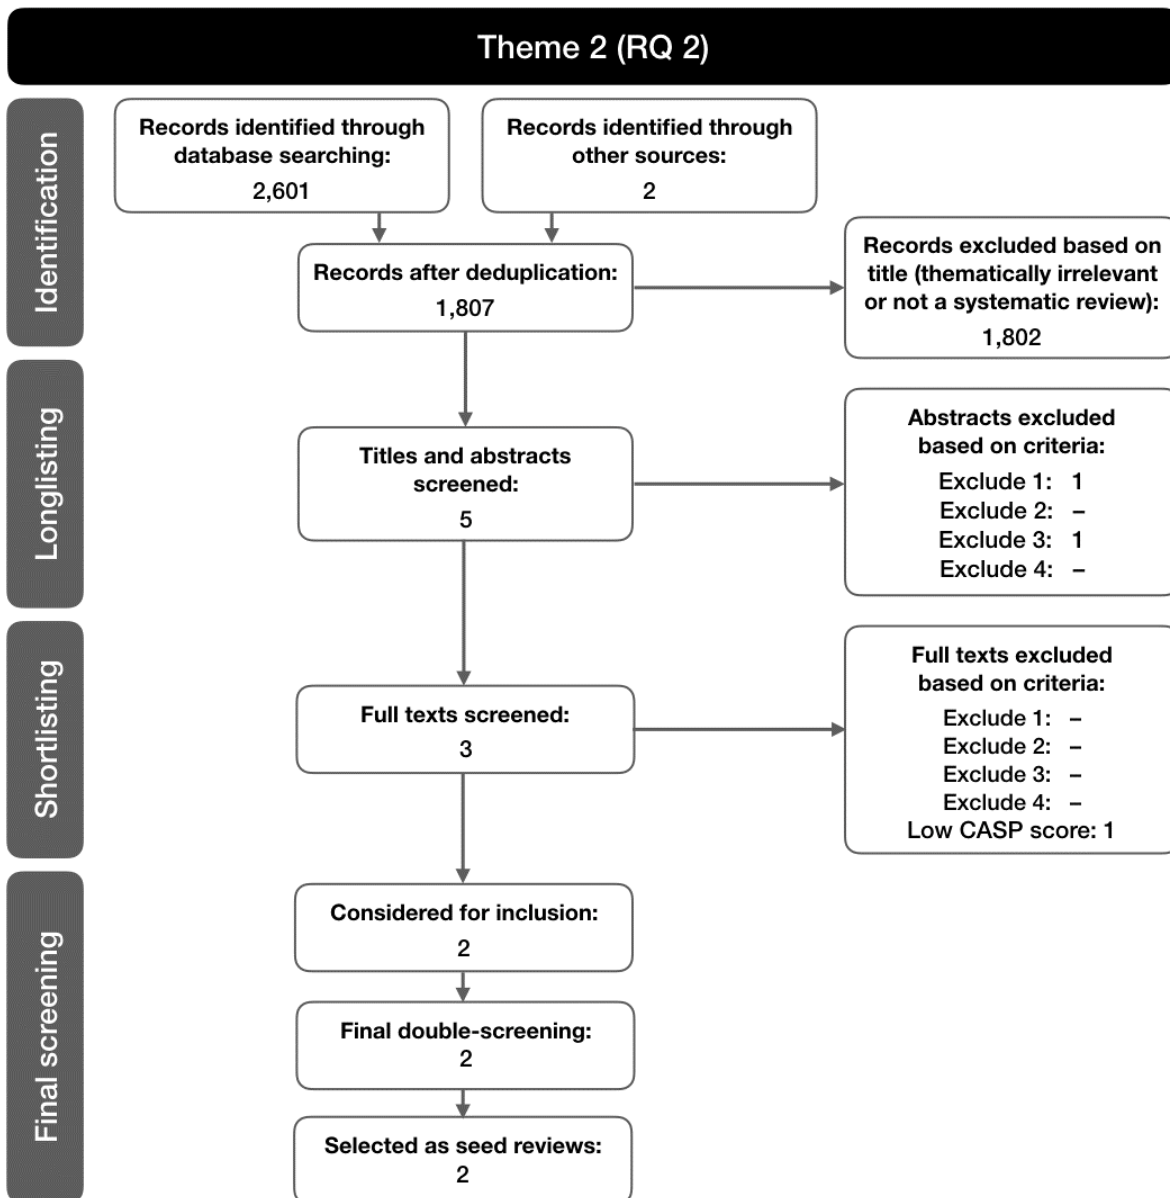 Theme 2 (RQ 2)
Identification
Records identified through
database searching:
2,601
Records identified through
other sources:
2
Records after deduplication:
1,807
Records excluded based on
title (thematically irrelevant
or not a systematic review):
1,802
Longlisting
Titles and abstracts
screened:
5
Abstracts excluded
based on criteria:
Exclude 1: 1
Exclude 2: –
Exclude 3: 1
Exclude 4: –
Shortlisting
Full texts screened:
3
Full texts excluded
based on criteria:
Exclude 1: –
Exclude 2: –
Exclude 3: –
Exclude 4: –
Low CASP score: 1
Final screening
Considered for inclusion:
2
Final double-screening:
2
Selected as seed reviews:
2